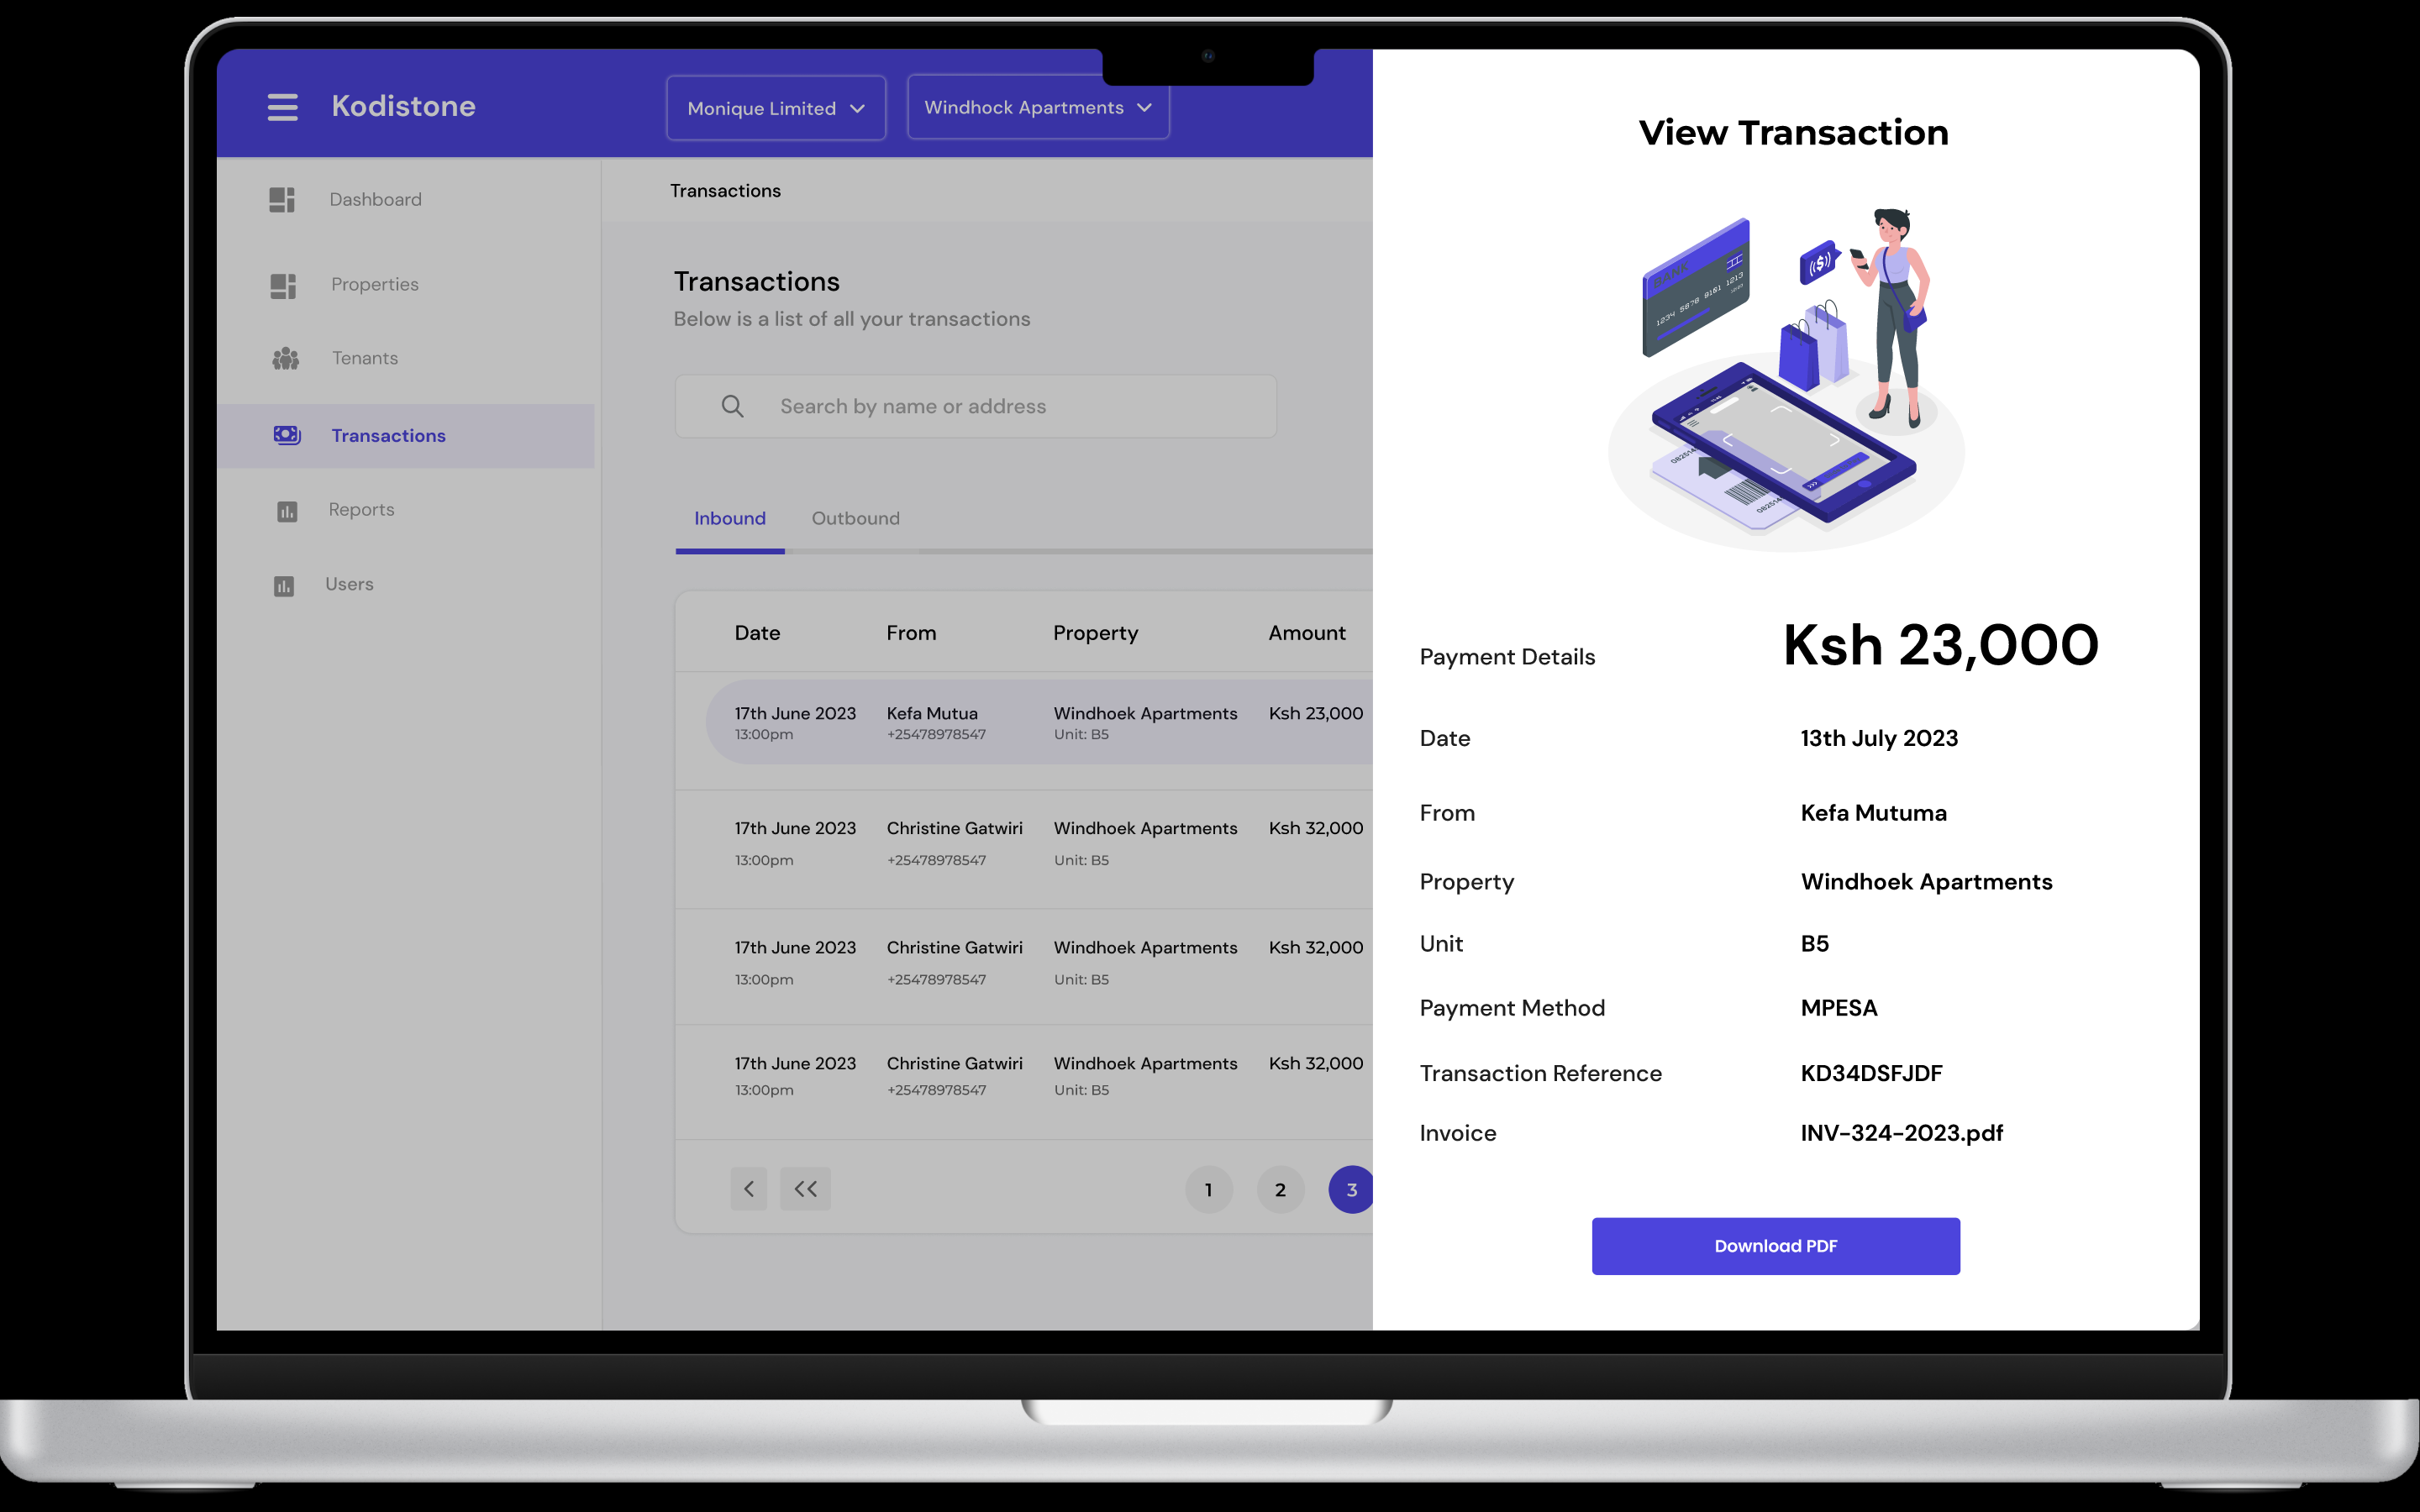 Kodistone
Monique Limited
Windhock Apartments
Dashboard
Properties
Tenants
Transactions
Reports
Users
Transactions
Transactions
Below is a list of all your transactions
Search by name or address
Inbound Outbound
Date From Property Amount
17th June 2023 Kefa Mutua Windhoek Apartments Ksh 23,000
13:00pm +25478978547 Unit: B5
17th June 2023 Christine Gatwiri Windhoek Apartments Ksh 32,000
13:00pm +25478978547 Unit: B5
17th June 2023 Christine Gatwiri Windhoek Apartments Ksh 32,000
13:00pm +25478978547 Unit: B5
17th June 2023 Christine Gatwiri Windhoek Apartments Ksh 32,000
13:00pm +25478978547 Unit: B5
1 2 3
View Transaction
BANK
1234 5678 9101 1213
Payment Details Ksh 23,000
Date 13th July 2023
From Kefa Mutuma
Property Windhoek Apartments
Unit B5
Payment Method MPESA
Transaction Reference KD34DSFJDF
Invoice INV-324-2023.pdf
Download PDF